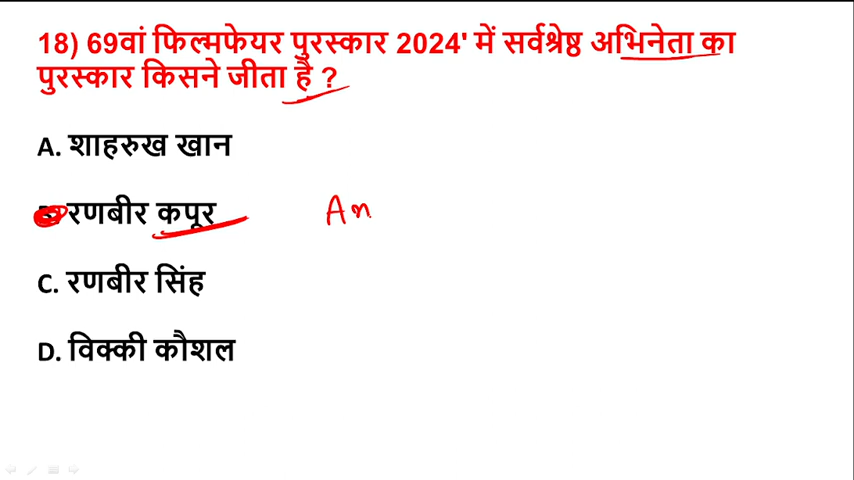 18) 69वां फिल्मफेयर पुरस्कार 2024' में सर्वश्रेष्ठ अभिनेता का
पुरस्कार किसने जीता है ?
A. शाहरुख खान
रणबीर कपूर An
C. रणबीर सिंह
D. विक्की कौशल